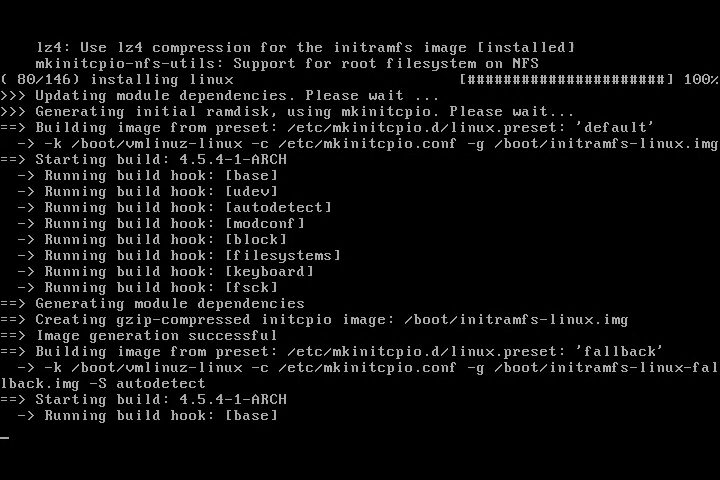 lz4: Use lz4 compression for the initramfs image [installed]
mkinitcpio-nfs-utils: Support for root filesystem on NFS
( 80/146) installing linux [######################] 100%
>>> Updating module dependencies. Please wait ...
>>> Generating initial ramdisk, using mkinitcpio. Please wait...
==> Building image from preset: /etc/mkinitcpio.d/linux.preset: 'default'
-> -k /boot/vmlinuz-linux -c /etc/mkinitcpio.conf -g /boot/initramfs-linux.img
==> Starting build: 4.5.4-1-ARCH
-> Running build hook: [base]
-> Running build hook: [udev]
-> Running build hook: [autodetect]
-> Running build hook: [modconf]
-> Running build hook: [block]
-> Running build hook: [filesystems]
-> Running build hook: [keyboard]
-> Running build hook: [fsck]
==> Generating module dependencies
==> Creating gzip-compressed initcpio image: /boot/initramfs-linux.img
==> Image generation successful
==> Building image from preset: /etc/mkinitcpio.d/linux.preset: 'fallback'
-> -k /boot/vmlinuz-linux -c /etc/mkinitcpio.conf -g /boot/initramfs-linux-fal
lback.img -S autodetect
==> Starting build: 4.5.4-1-ARCH
-> Running build hook: [base]